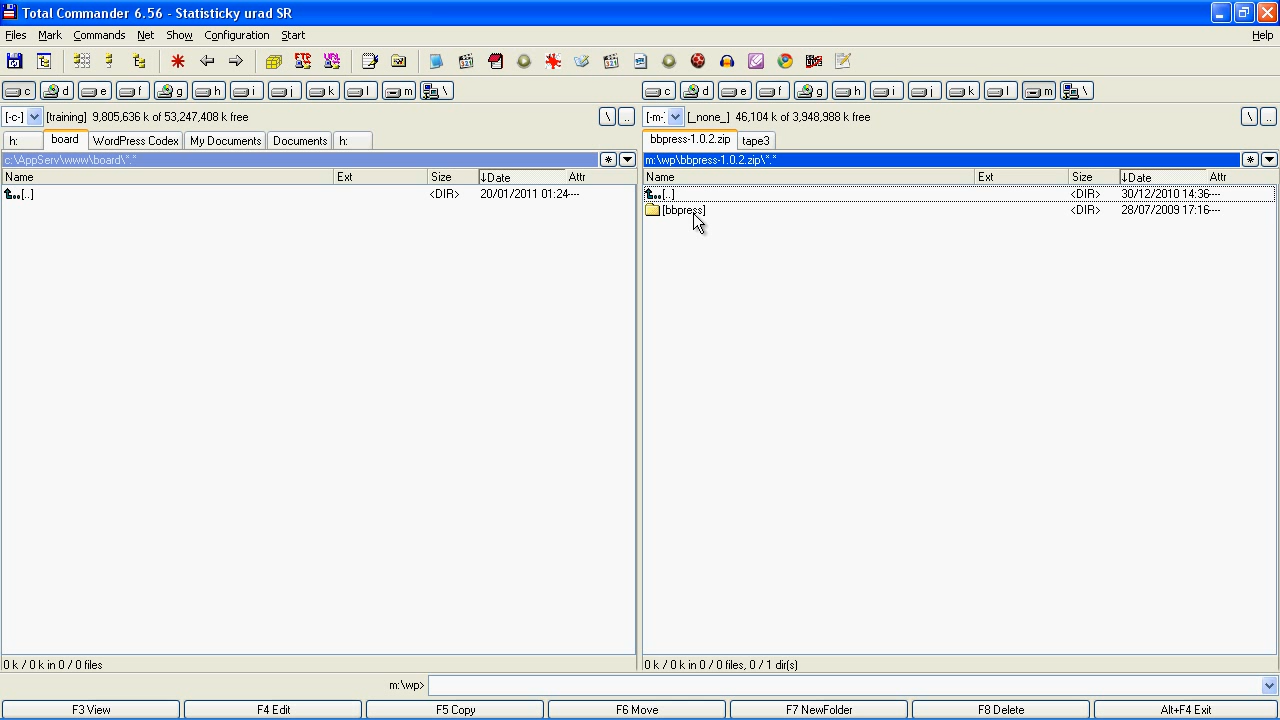 Total Commander 6.56 - Statisticky urad SR
Files Mark Commands Net Show Configuration Start Help
c d e f g h i j k l m \ c d e f g h i j k l m \
[-c-] [training] 9,805,636 k of 53,247,408 k free \ .. [-m-] [_none_] 46,104 k of 3,948,988 k free \ ..
h: board WordPress Codex My Documents Documents h: bbpress-1.0.2.zip tape3
c:\AppServ\www\board\*.* * m:\wp\bbpress-1.0.2.zip\*.* *
Name Ext Size ↓Date Attr Name Ext Size ↓Date Attr
[..] <DIR> 20/01/2011 01:24 ---- [..] <DIR> 30/12/2010 14:36 ----
[bbpress] <DIR> 28/07/2009 17:16 ----
0 k / 0 k in 0 / 0 files 0 k / 0 k in 0 / 0 files, 0 / 1 dir(s)
m:\wp>
F3 View F4 Edit F5 Copy F6 Move F7 NewFolder F8 Delete Alt+F4 Exit